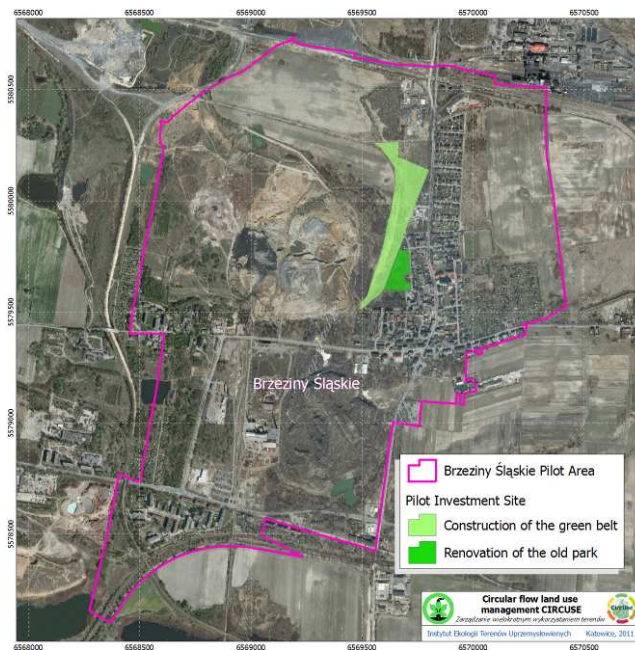 6568000 6568500 6569000 6569500 6570000 6570500
5580500
5580000
5579500
5579000
5578500
Brzeziny Śląskie
Brzeziny Śląskie Pilot Area
Pilot Investment Site
Construction of the green belt
Renovation of the old park
Circular flow land use
management CIRCUSE
Zarządzanie wielokrotnym wykorzystaniem terenów
CircUse
Instytut Ekologii Terenów Uprzemysłowionych Katowice, 2011
6568000 6568500 6569000 6569500 6570000 6570500